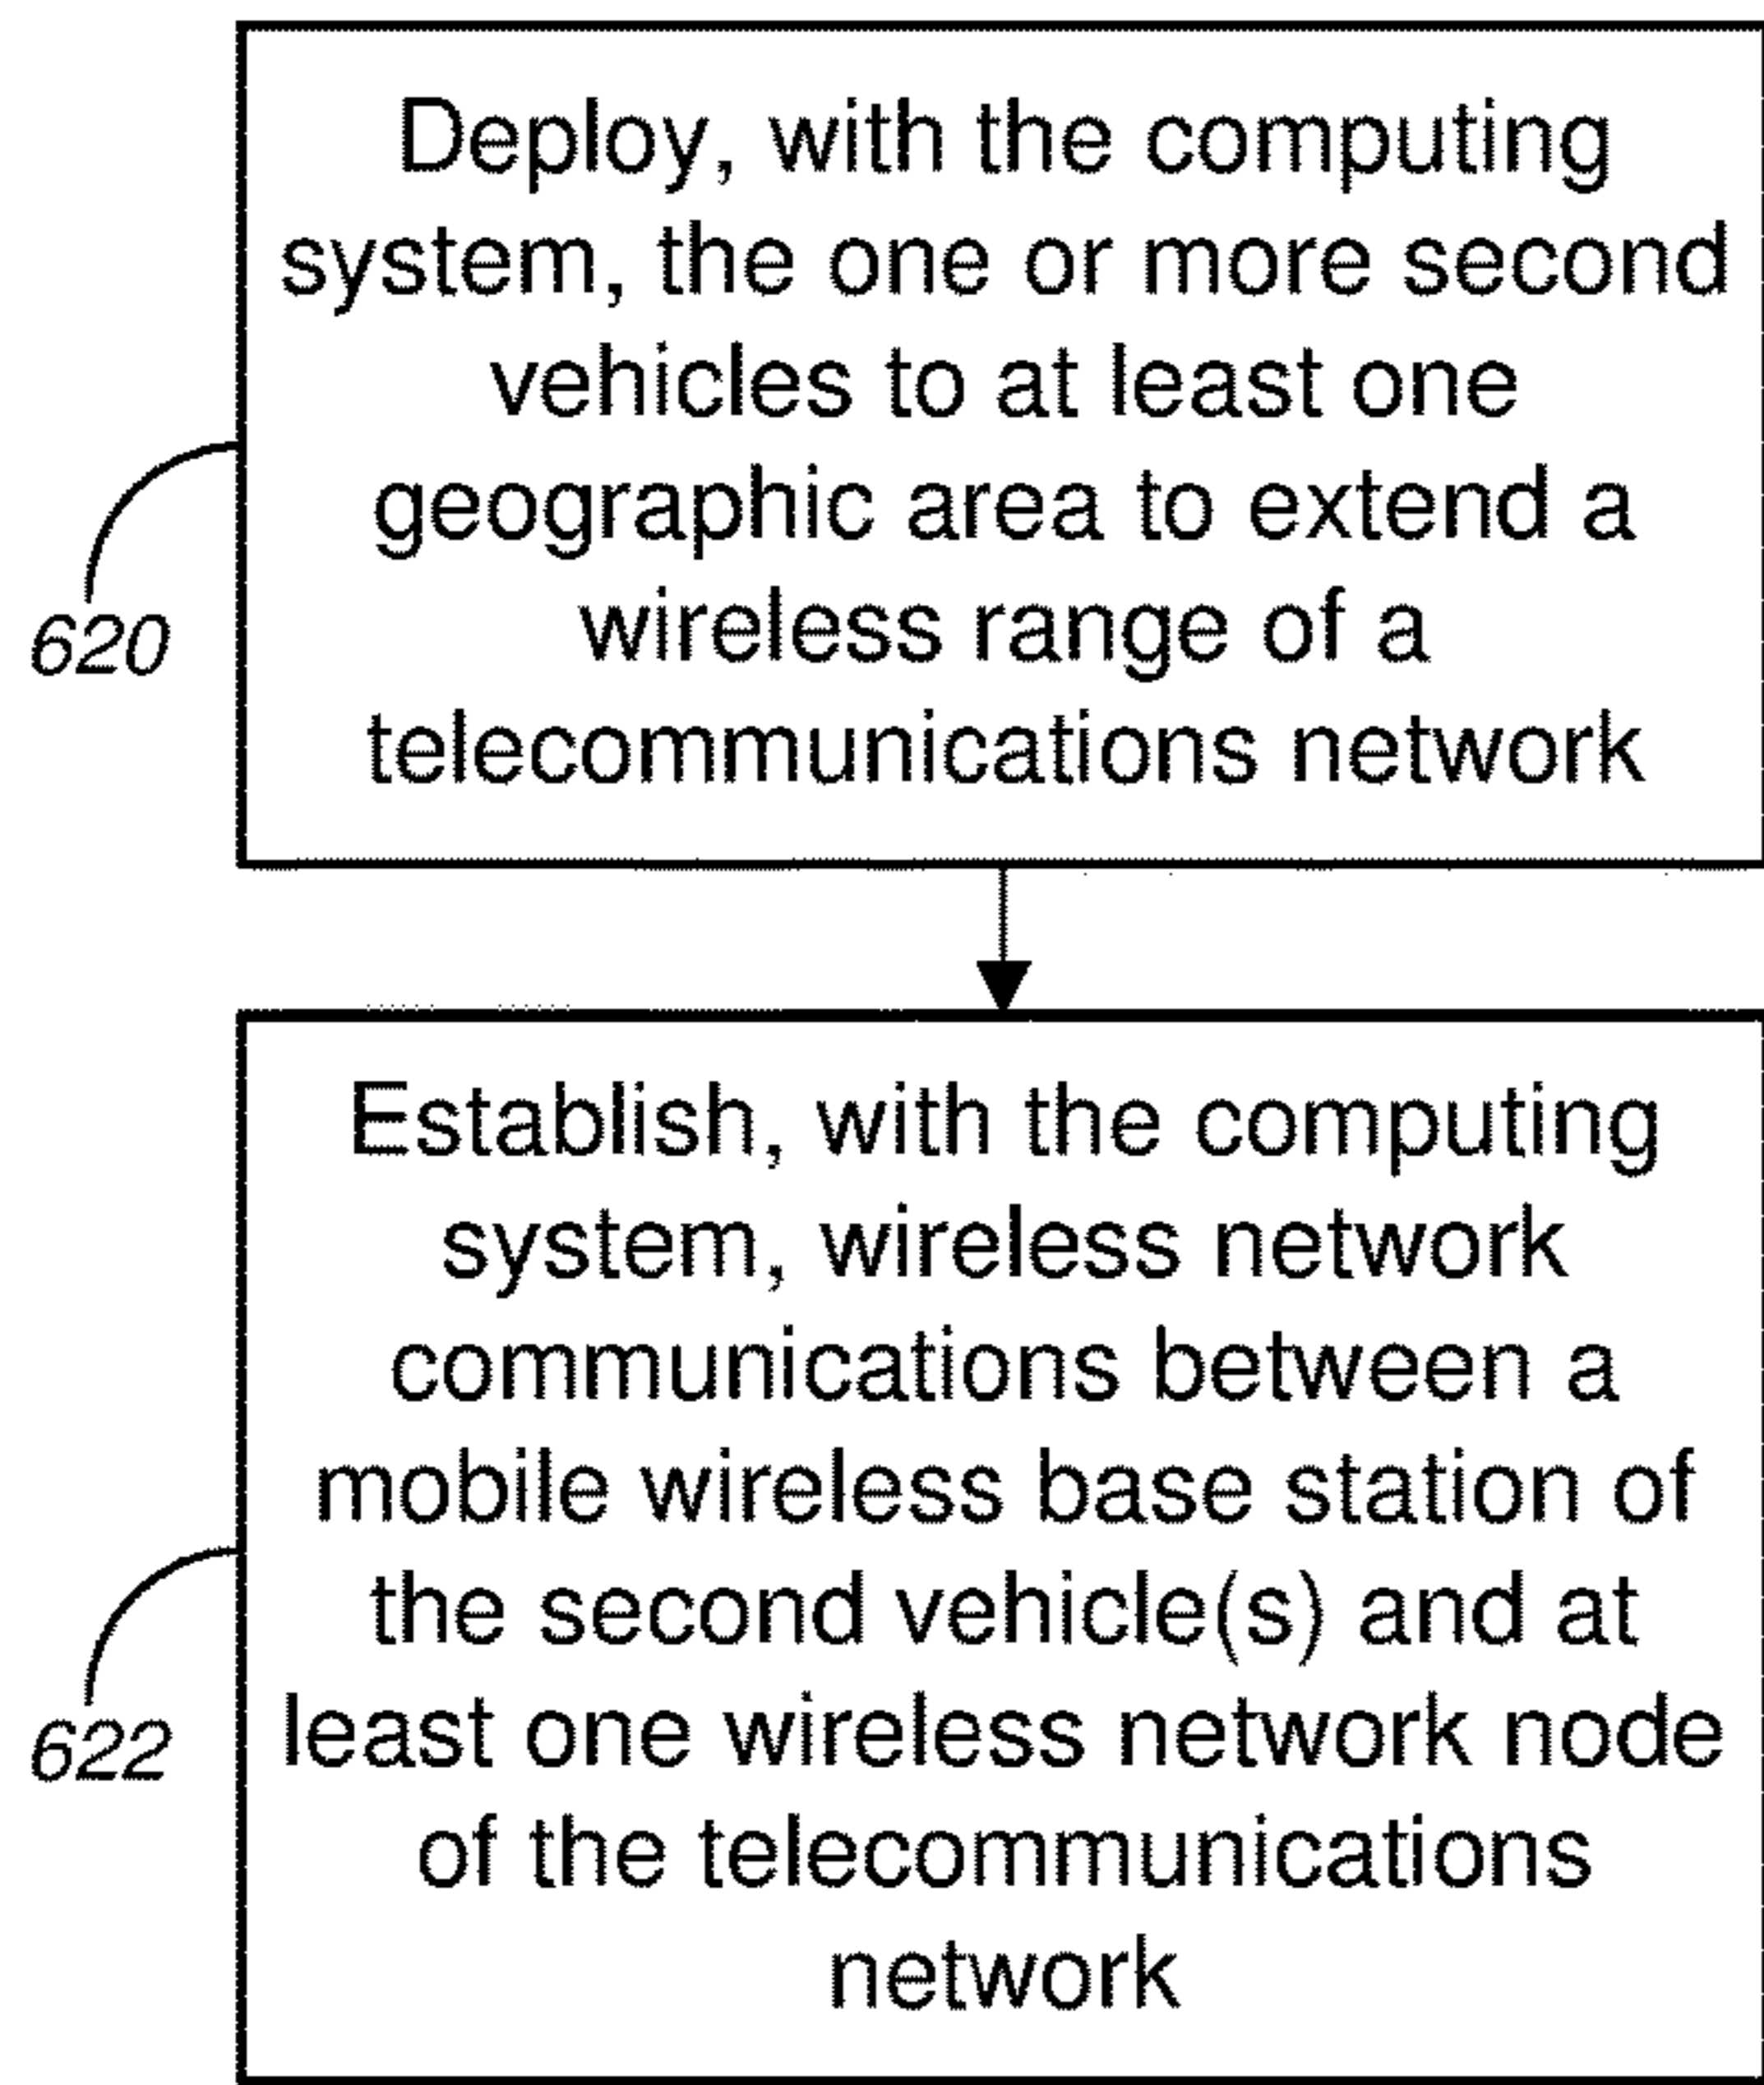 Deploy, with the computing
system, the one or more second
vehicles to at least one
geographic area to extend a
wireless range of a
telecommunications network
620
Establish, with the computing
system, wireless network
communications between a
mobile wireless base station of
the second vehicle(s) and at
least one wireless network node
of the telecommunications
network
622